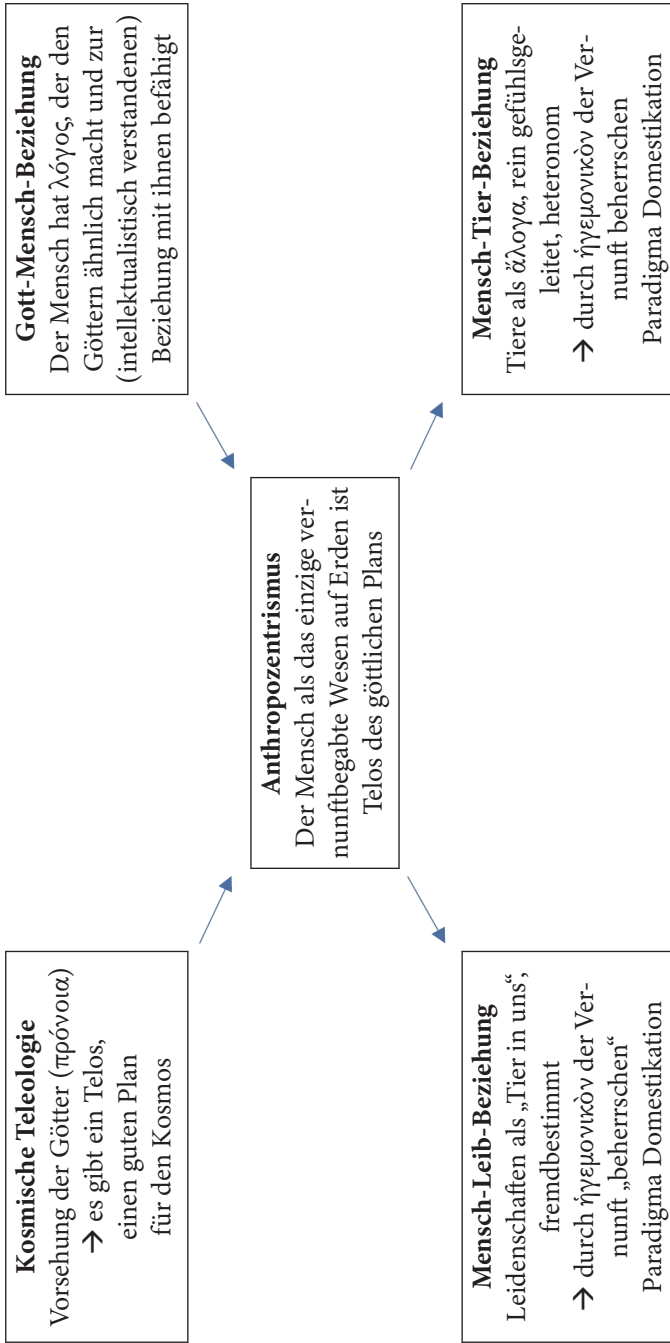 Kosmische Teleologie
Vorsehung der Götter (πρόνοια)
→ es gibt ein Telos,
einen guten Plan
für den Kosmos
Gott-Mensch-Beziehung
Der Mensch hat λόγος, der den
Göttern ähnlich macht und zur
(intellektualistisch verstandenen)
Beziehung mit ihnen befähigt
Anthropozentrismus
Der Mensch als das einzige ver-
nunftbegabte Wesen auf Erden ist
Telos des göttlichen Plans
Mensch-Leib-Beziehung
Leidenschaften als „Tier in uns“,
fremdbestimmt
→ durch ἡγεμονικὸν der Ver-
nunft „beherrschen“
Paradigma Domestikation
Mensch-Tier-Beziehung
Tiere als ἄλογα, rein gefühlsge-
leitet, heteronom
→ durch ἡγεμονικὸν der Ver-
nunft beherrschen
Paradigma Domestikation